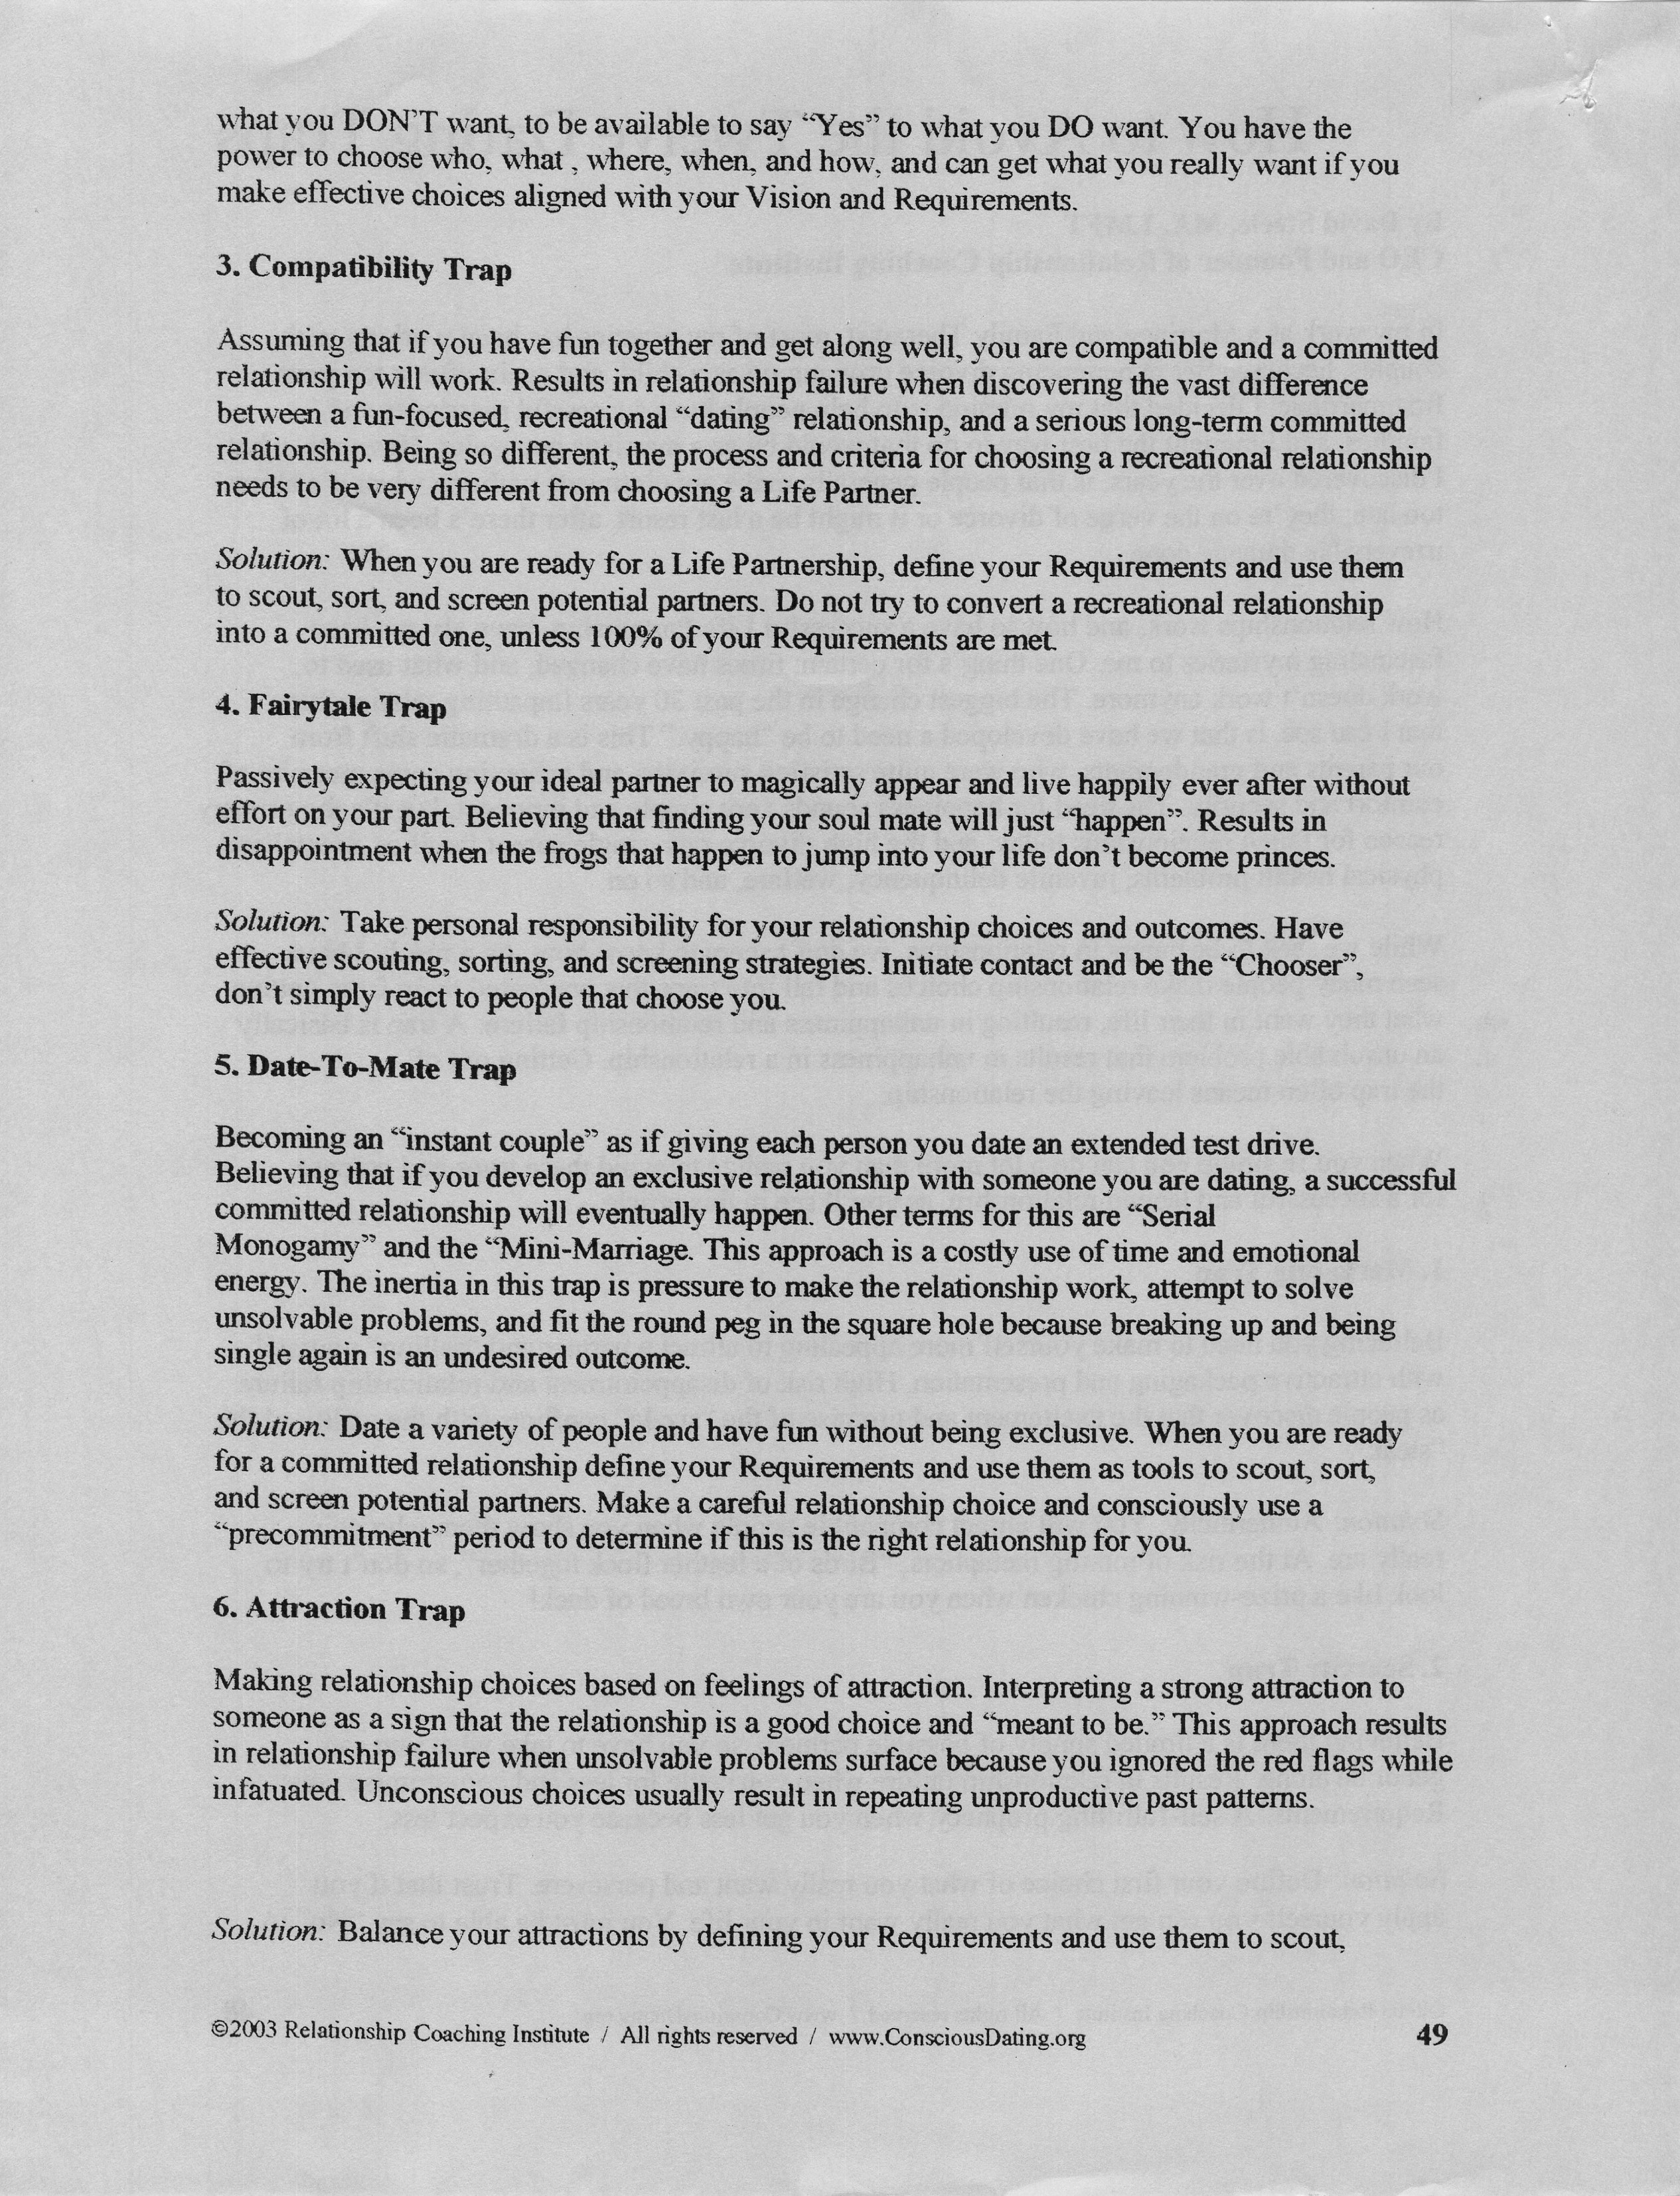 what you DON'T want, to be available to say “Yes” to what you DO want. You have the
power to choose who, what , where, when, and how, and can get what you really want if you
make effective choices aligned with your Vision and Requirements.
3. Compatibility Trap
Assuming that if you have fun together and get along well, you are compatible and a committed
relationship will work. Results in relationship failure when discovering the vast difference
between a fun-focused, recreational “dating” relationship, and a serious long-term committed
relationship. Being so different, the process and criteria for choosing a recreational relationship
needs to be very different from choosing a Life Partner.
Solution: When you are ready for a Life Partnership, define your Requirements and use them
to scout, sort, and screen potential partners. Do not try to convert a recreational relationship
into a committed one, unless 100% of your Requirements are met.
4. Fairytale Trap
Passively expecting your ideal partner to magically appear and live happily ever after without
effort on your part. Believing that finding your soul mate will just “happen”. Results in
disappointment when the frogs that happen to jump into your life don't become princes.
Solution: Take personal responsibility for your relationship choices and outcomes. Have
effective scouting, sorting, and screening strategies. Initiate contact and be the “Chooser”,
don't simply react to people that choose you.
5. Date-To-Mate Trap
Becoming an “instant couple” as if giving each person you date an extended test drive.
Believing that if you develop an exclusive relationship with someone you are dating, a successful
committed relationship will eventually happen. Other terms for this are “Serial
Monogamy” and the “Mini-Marriage. This approach is a costly use of time and emotional
energy. The inertia in this trap is pressure to make the relationship work, attempt to solve
unsolvable problems, and fit the round peg in the square hole because breaking up and being
single again is an undesired outcome.
Solution: Date a variety of people and have fun without being exclusive. When you are ready
for a committed relationship define your Requirements and use them as tools to scout, sort,
and screen potential partners. Make a careful relationship choice and consciously use a
“precommitment” period to determine if this is the right relationship for you.
6. Attraction Trap
Making relationship choices based on feelings of attraction. Interpreting a strong attraction to
someone as a sign that the relationship is a good choice and “meant to be.” This approach results
in relationship failure when unsolvable problems surface because you ignored the red flags while
infatuated. Unconscious choices usually result in repeating unproductive past patterns.
Solution: Balance your attractions by defining your Requirements and use them to scout,
©2003 Relationship Coaching Institute / All rights reserved / www.ConsciousDating.org 49